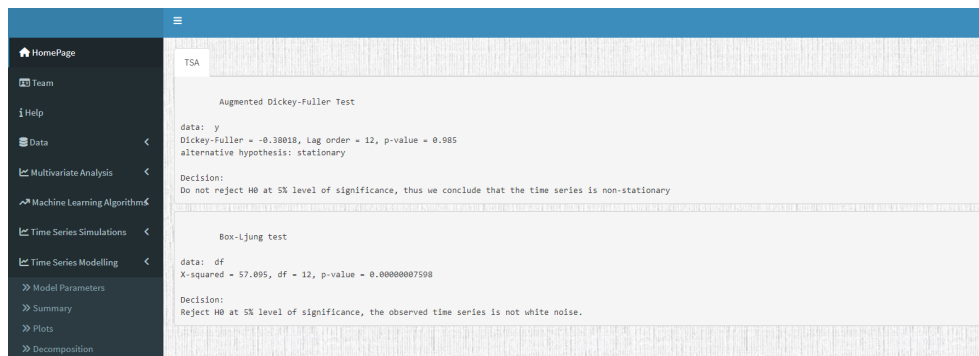 HomePage
Team
Help
Data
Multivariate Analysis
Machine Learning Algorithms
Time Series Simulations
Time Series Modelling
Model Parameters
Summary
Plots
Decomposition
TSA
Augmented Dickey-Fuller Test
data: y
Dickey-Fuller = -0.38018, Lag order = 12, p-value = 0.985
alternative hypothesis: stationary
Decision:
Do not reject H0 at 5% level of significance, thus we conclude that the time series is non-stationary
Box-Ljung test
data: df
X-squared = 57.095, df = 12, p-value = 0.00000007598
Decision:
Reject H0 at 5% level of significance, the observed time series is not white noise.